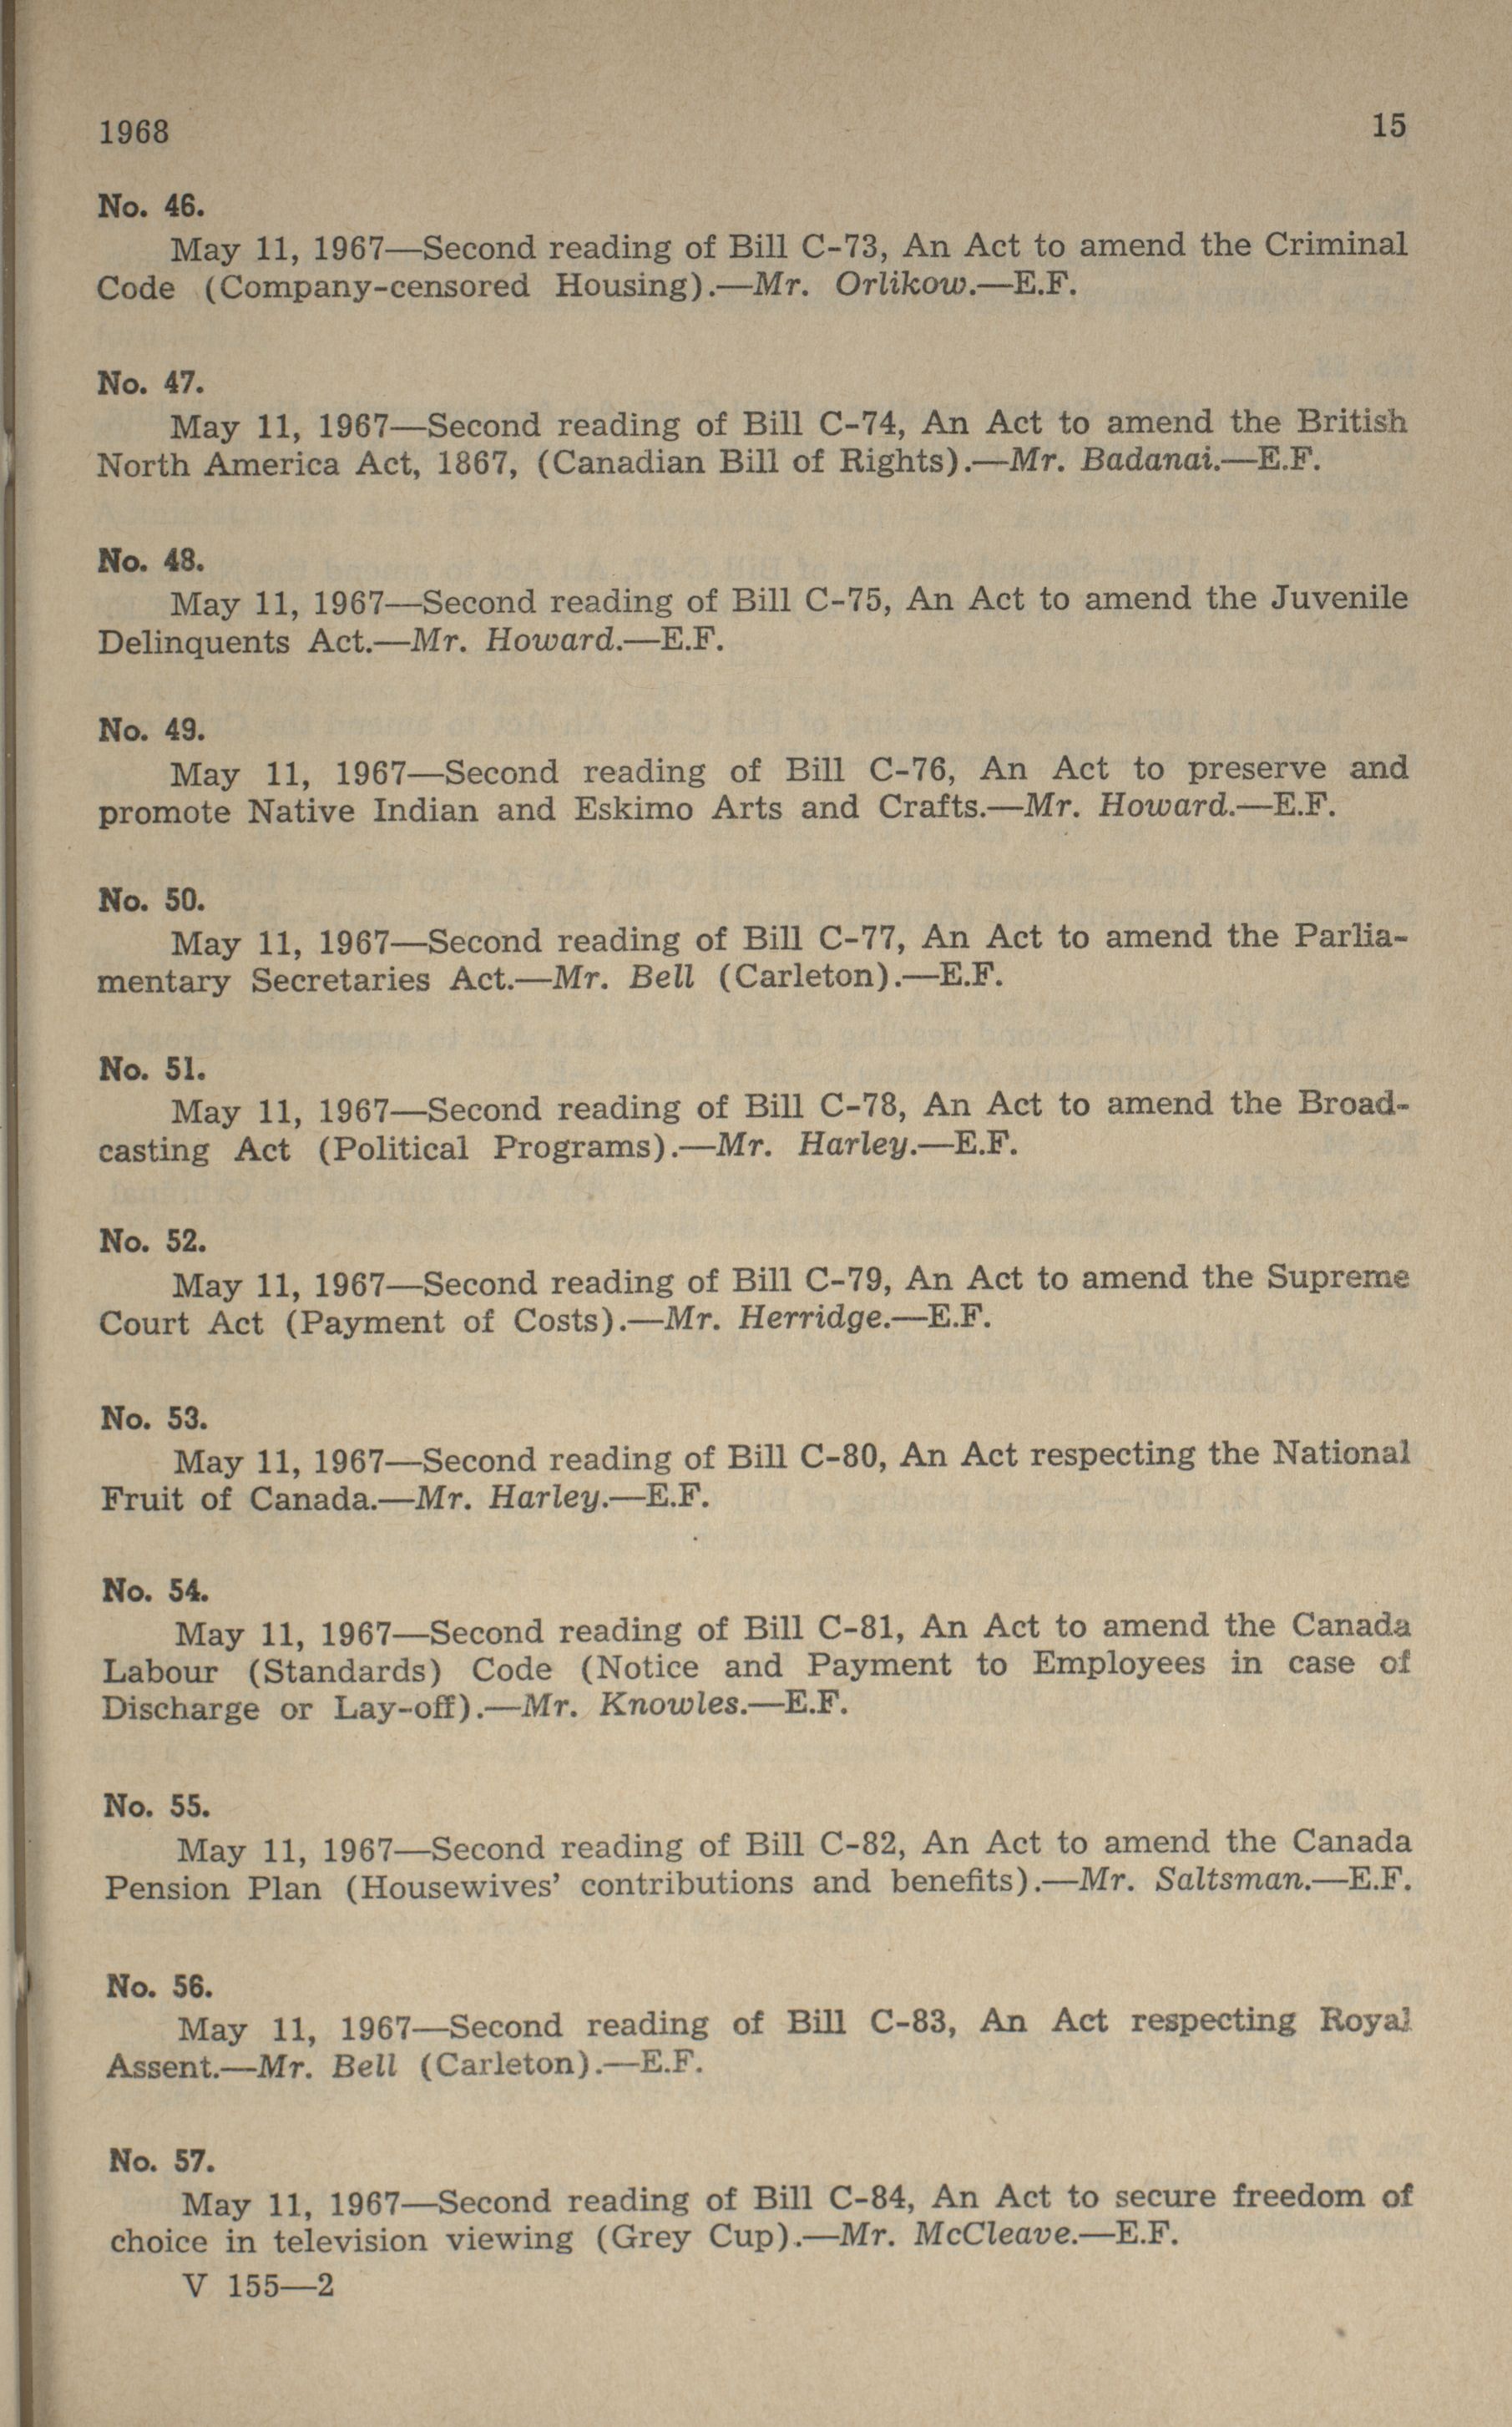 1968 15
No. 46.
May 11, 1967—Second reading of Bill C-73, An Act to amend the Criminal
Code (Company-censored Housing).—Mr. Orlikow.—E.F.
No. 47.
May 11, 1967—Second reading of Bill C-74, An Act to amend the British
North America Act, 1867, (Canadian Bill of Rights).—Mr. Badanai.—E.F.
No. 48.
May 11, 1967—Second reading of Bill C-75, An Act to amend the Juvenile
Delinquents Act.—Mr. Howard.—E.F.
No. 49.
May 11, 1967—Second reading of Bill C-76, An Act to preserve and
promote Native Indian and Eskimo Arts and Crafts.—Mr. Howard.—E.F.
No. 50.
May 11, 1967—Second reading of Bill C-77, An Act to amend the Parlia-
mentary Secretaries Act.—Mr. Bell (Carleton).—E.F.
No. 51.
May 11, 1967—Second reading of Bill C-78, An Act to amend the Broad-
casting Act (Political Programs).—Mr. Harley.—E.F.
No. 52.
May 11, 1967—Second reading of Bill C-79, An Act to amend the Supreme
Court Act (Payment of Costs).—Mr. Herridge.—E.F.
No. 53.
May 11, 1967—Second reading of Bill C-80, An Act respecting the National
Fruit of Canada.—Mr. Harley.—E.F.
No. 54.
May 11, 1967—Second reading of Bill C-81, An Act to amend the Canada
Labour (Standards) Code (Notice and Payment to Employees in case of
Discharge or Lay-off).—Mr. Knowles.—E.F.
No. 55.
May 11, 1967—Second reading of Bill C-82, An Act to amend the Canada
Pension Plan (Housewives' contributions and benefits).—Mr. Saltsman.—E.F.
No. 56.
May 11, 1967—Second reading of Bill C-83, An Act respecting Royal
Assent.—Mr. Bell (Carleton).—E.F.
No. 57.
May 11, 1967—Second reading of Bill C-84, An Act to secure freedom of
choice in television viewing (Grey Cup).—Mr. McCleave.—E.F.
V 155—2